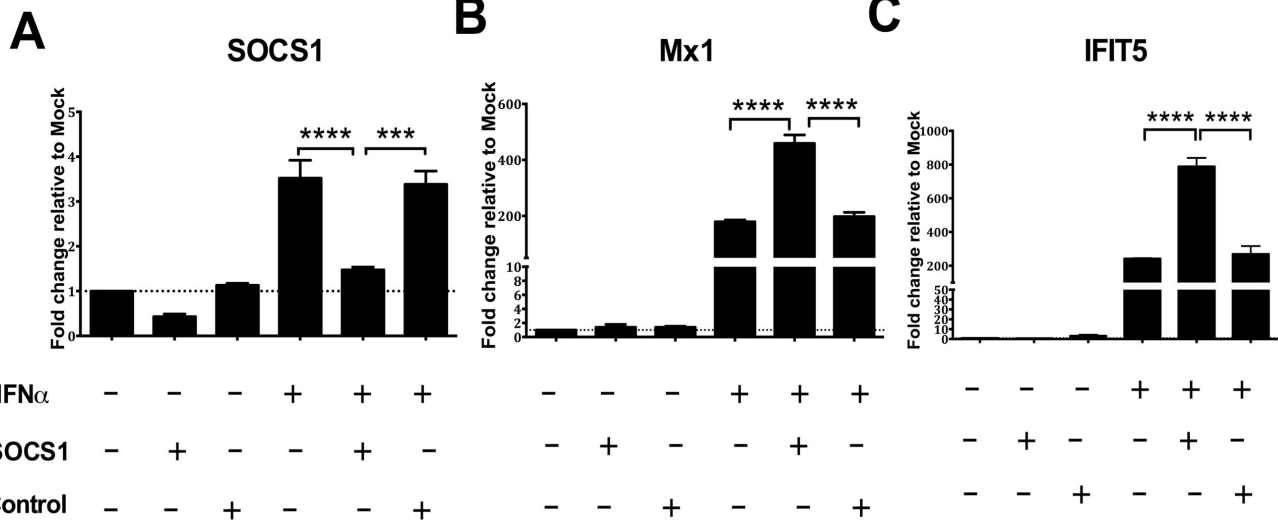 A
B
C
SOCS1
Mx1
IFIT5
Fold change relative to Mock
5
4
3
2
1
0
**** ***
Fold change relative to Mock
600
400
200
10
8
6
4
2
0
**** ****
Fold change relative to Mock
1000
800
600
400
200
50
40
30
20
10
0
**** ****
IFNα − − − + + + − − − + + + − − − + + +
SOCS1 − + − − + − − + − − + − − + − − + −
Control − − + − − + − − + − − + − − + − − +